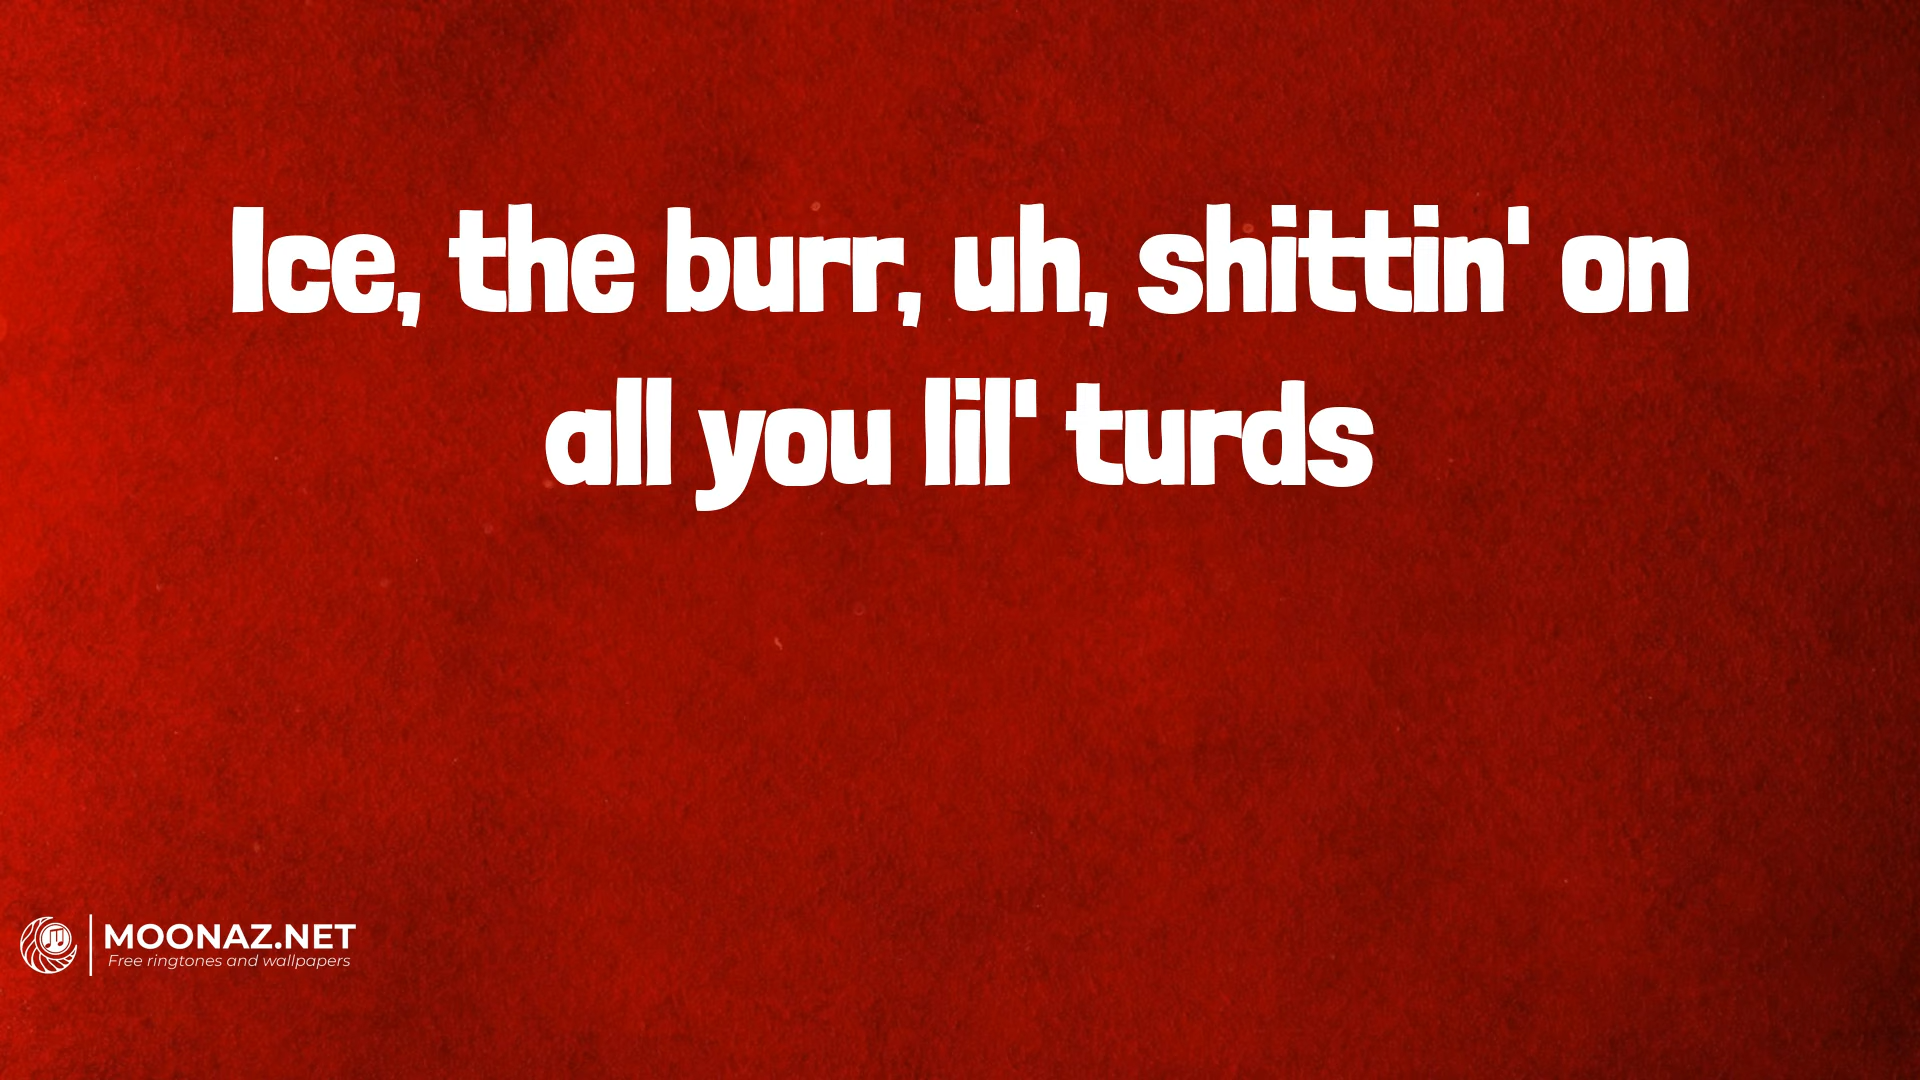 Ice, the burr, uh, shittin' on
all you lil' turds
MOONAZ.NET
Free ringtones and wallpapers